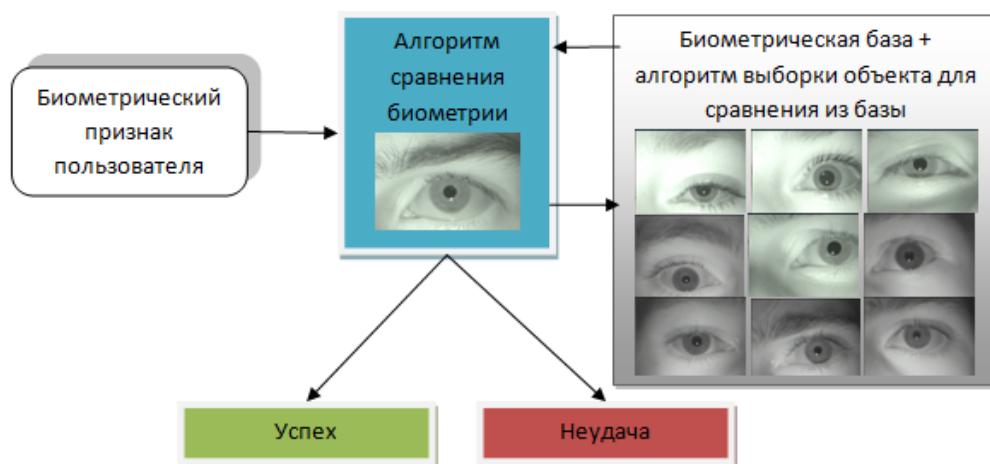 Биометрический
признак
пользователя
Алгоритм
сравнения
биометрии
Биометрическая база +
алгоритм выборки объекта для
сравнения из базы
Успех
Неудача